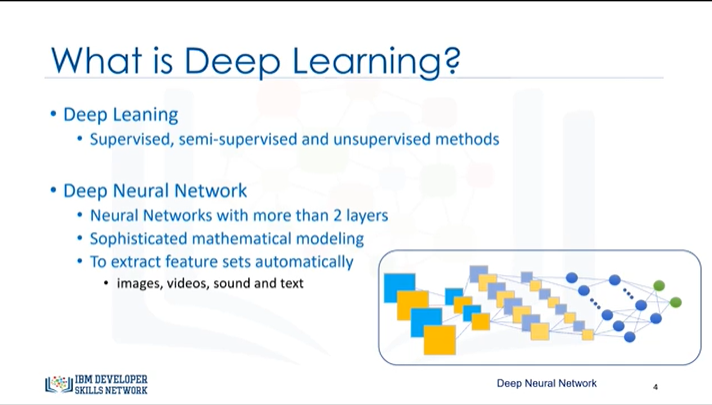 What is Deep Learning?
• Deep Leaning
• Supervised, semi-supervised and unsupervised methods
• Deep Neural Network
• Neural Networks with more than 2 layers
• Sophisticated mathematical modeling
• To extract feature sets automatically
• images, videos, sound and text
IBM DEVELOPER
SKILLS NETWORK
Deep Neural Network
4